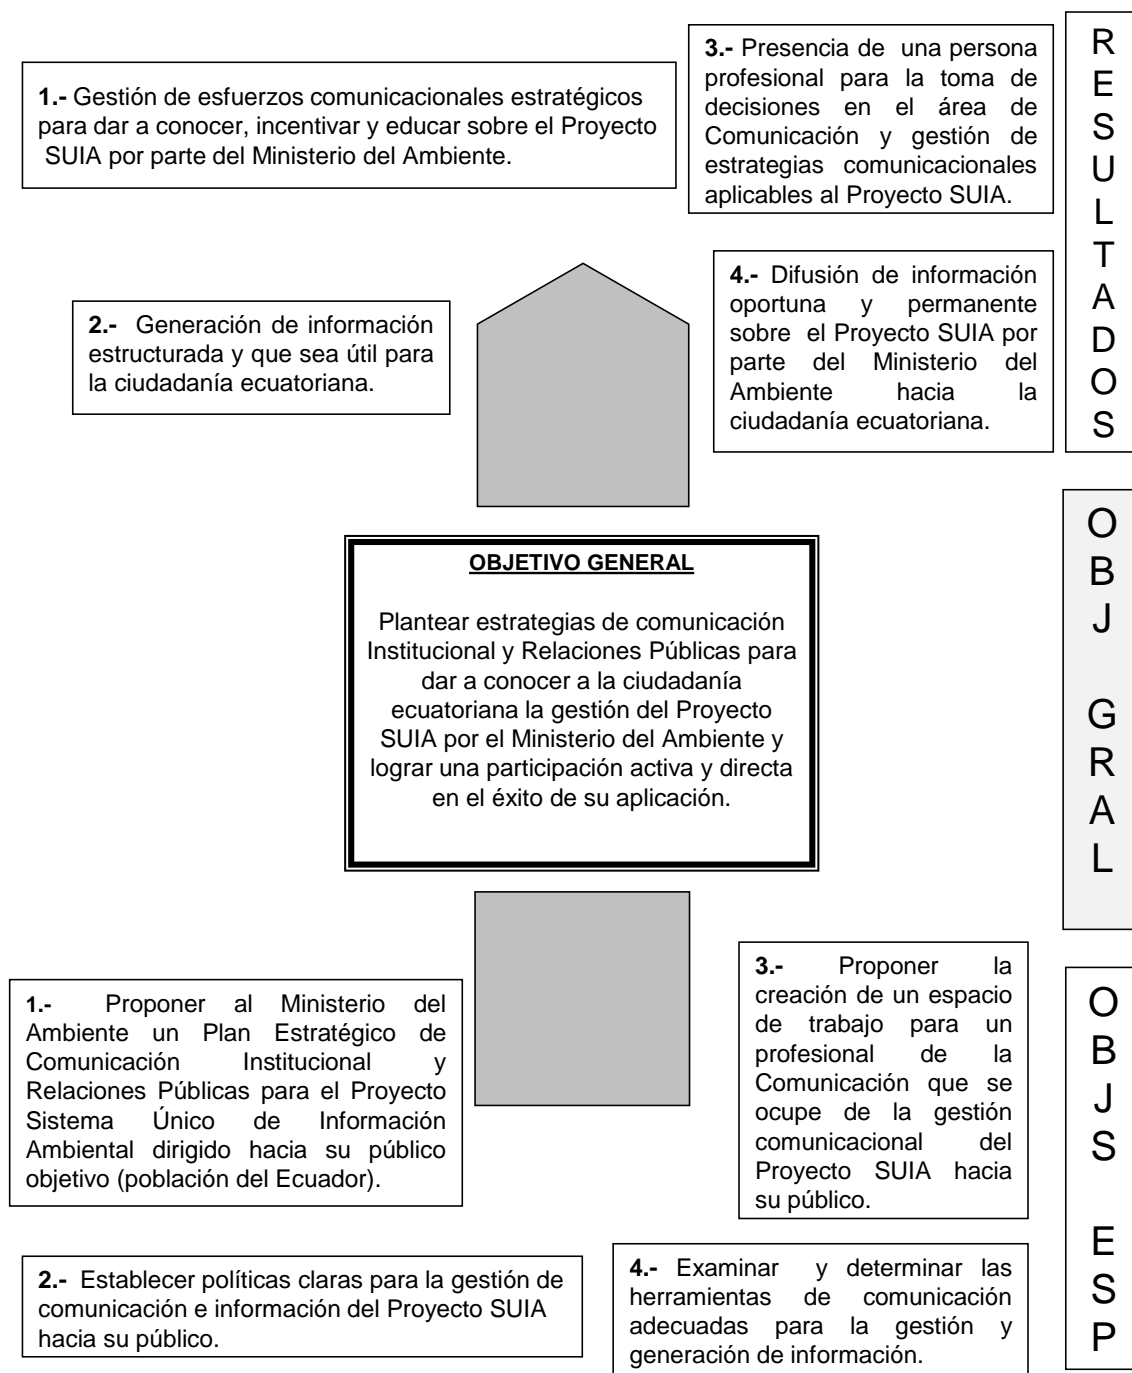 1.- Gestión de esfuerzos comunicacionales estratégicos
para dar a conocer, incentivar y educar sobre el Proyecto
SUIA por parte del Ministerio del Ambiente.
2.- Generación de información
estructurada y que sea útil para
la ciudadanía ecuatoriana.
3.- Presencia de una persona
profesional para la toma de
decisiones en el área de
Comunicación y gestión de
estrategias comunicacionales
aplicables al Proyecto SUIA.
4.- Difusión de información
oportuna y permanente
sobre el Proyecto SUIA por
parte del Ministerio del
Ambiente hacia la
ciudadanía ecuatoriana.
R
E
S
U
L
T
A
D
O
S
OBJETIVO GENERAL
Plantear estrategias de comunicación
Institucional y Relaciones Públicas para
dar a conocer a la ciudadanía
ecuatoriana la gestión del Proyecto
SUIA por el Ministerio del Ambiente y
lograr una participación activa y directa
en el éxito de su aplicación.
O
B
J
G
R
A
L
1.- Proponer al Ministerio del
Ambiente un Plan Estratégico de
Comunicación Institucional y
Relaciones Públicas para el Proyecto
Sistema Único de Información
Ambiental dirigido hacia su público
objetivo (población del Ecuador).
2.- Establecer políticas claras para la gestión de
comunicación e información del Proyecto SUIA
hacia su público.
3.- Proponer la
creación de un espacio
de trabajo para un
profesional de la
Comunicación que se
ocupe de la gestión
comunicacional del
Proyecto SUIA hacia
su público.
4.- Examinar y determinar las
herramientas de comunicación
adecuadas para la gestión y
generación de información.
O
B
J
S
E
S
P